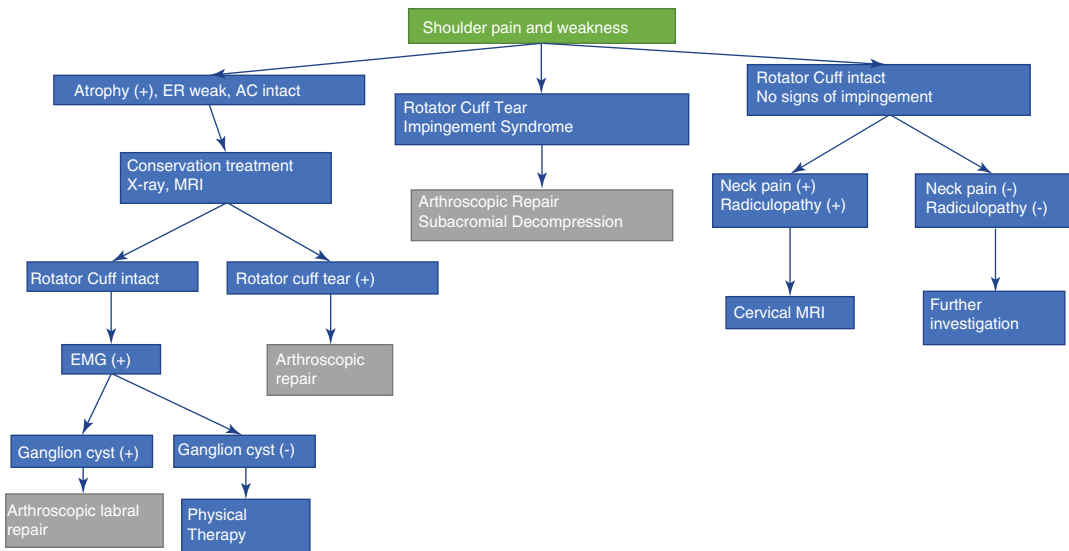 Shoulder pain and weakness
Atrophy (+), ER weak, AC intact
Rotator Cuff Tear
Impingement Syndrome
Rotator Cuff intact
No signs of impingement
Conservation treatment
X-ray, MRI
Arthroscopic Repair
Subacromial Decompression
Neck pain (+)
Radiculopathy (+)
Neck pain (-)
Radiculopathy (-)
Rotator Cuff intact
Rotator cuff tear (+)
Cervical MRI
Further
investigation
EMG (+)
Arthroscopic
repair
Ganglion cyst (+)
Ganglion cyst (-)
Arthroscopic labral
repair
Physical
Therapy